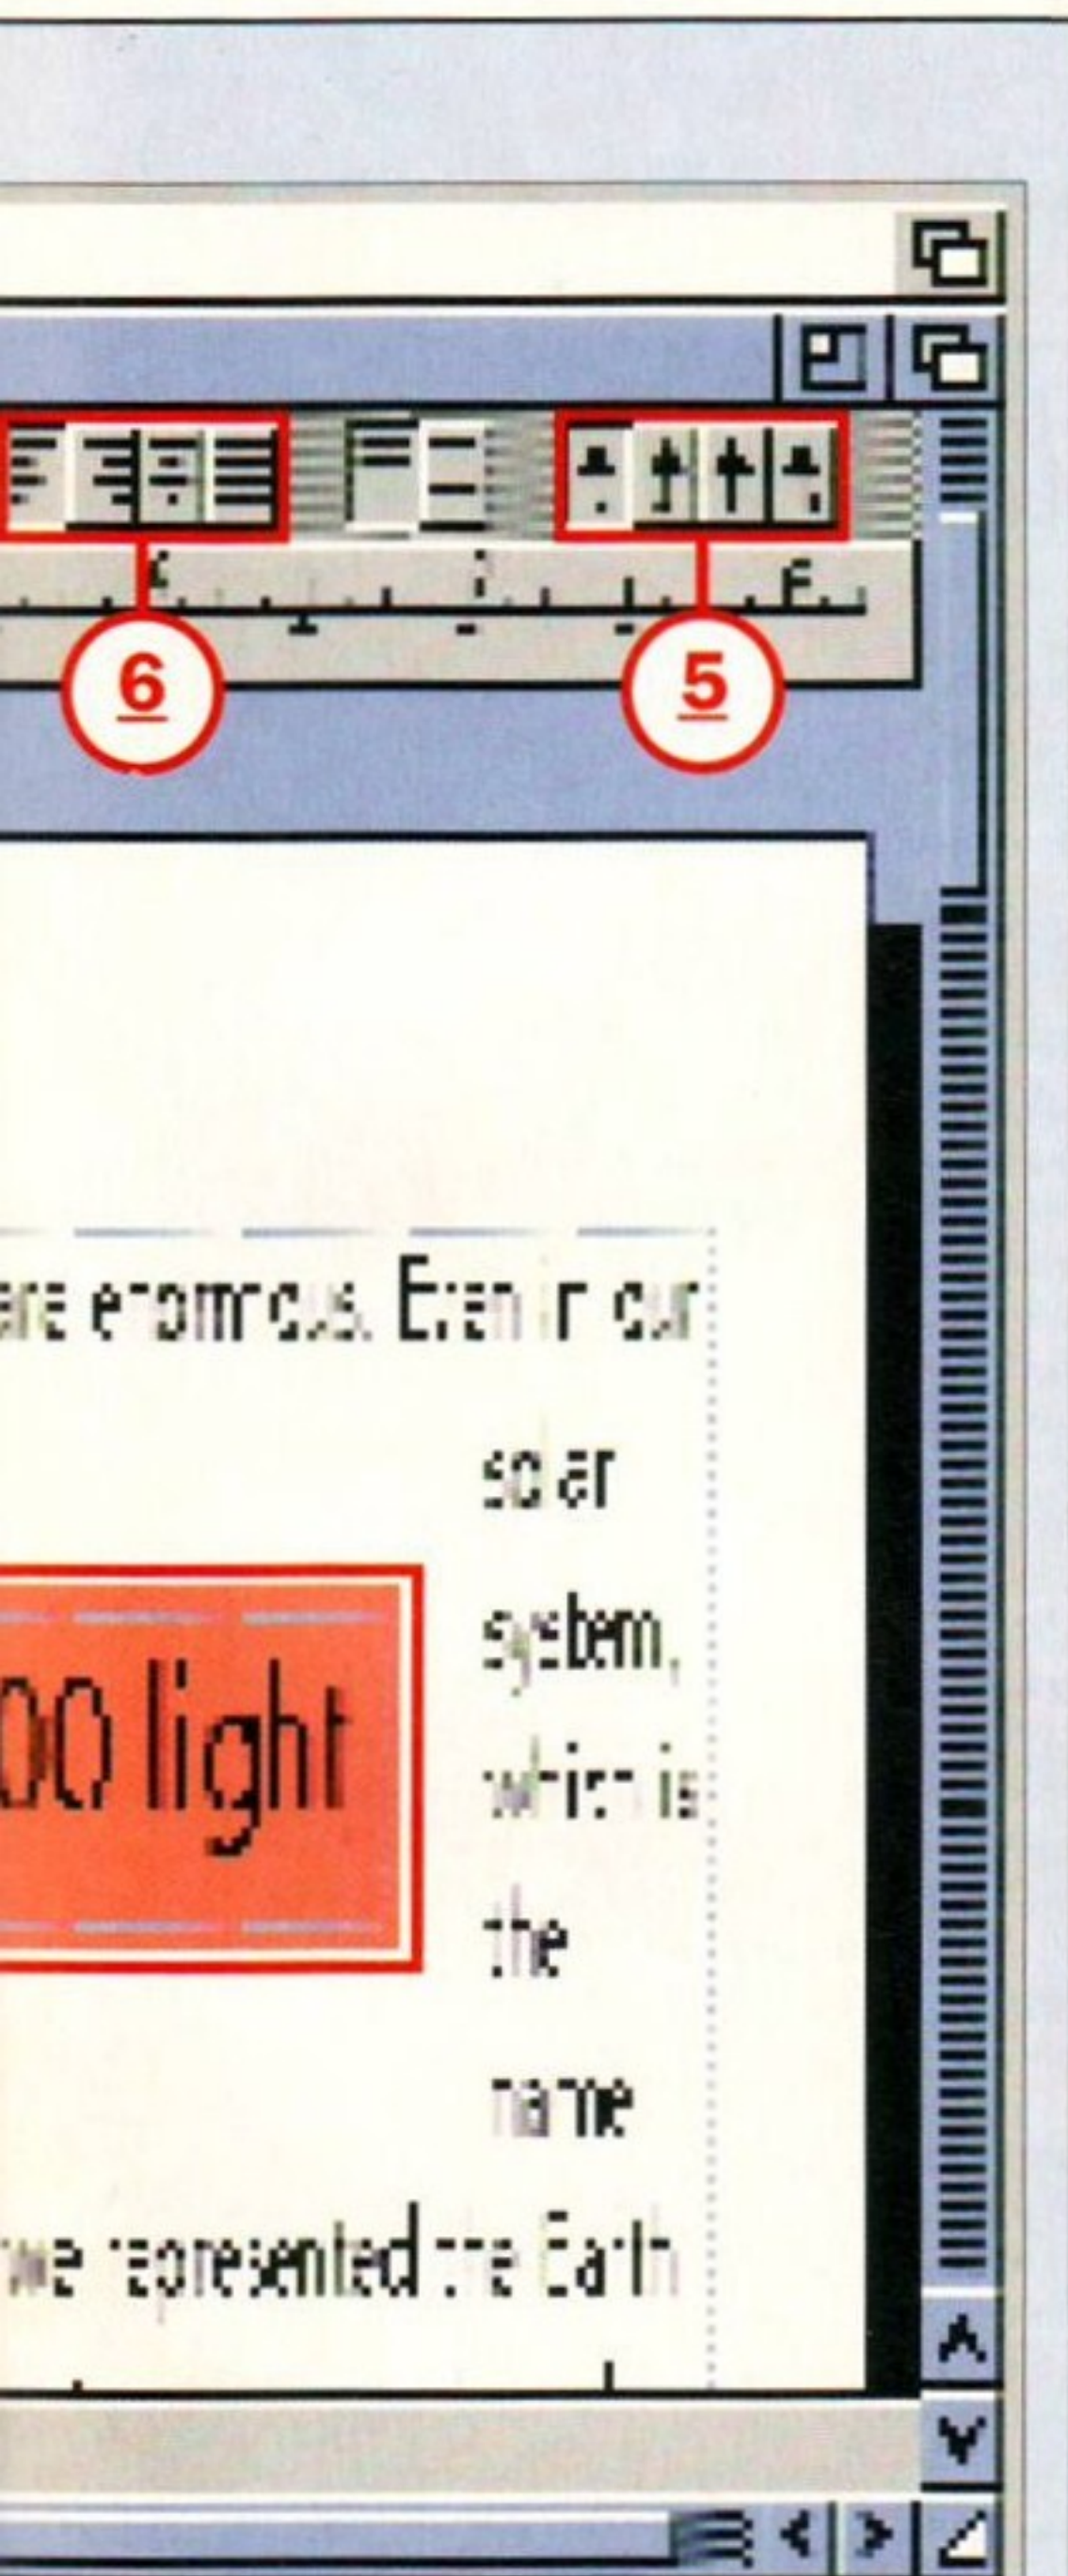 6 5
are enormous. Even in our
solar
system,
00 light
which is
the
name
we represented the Earth